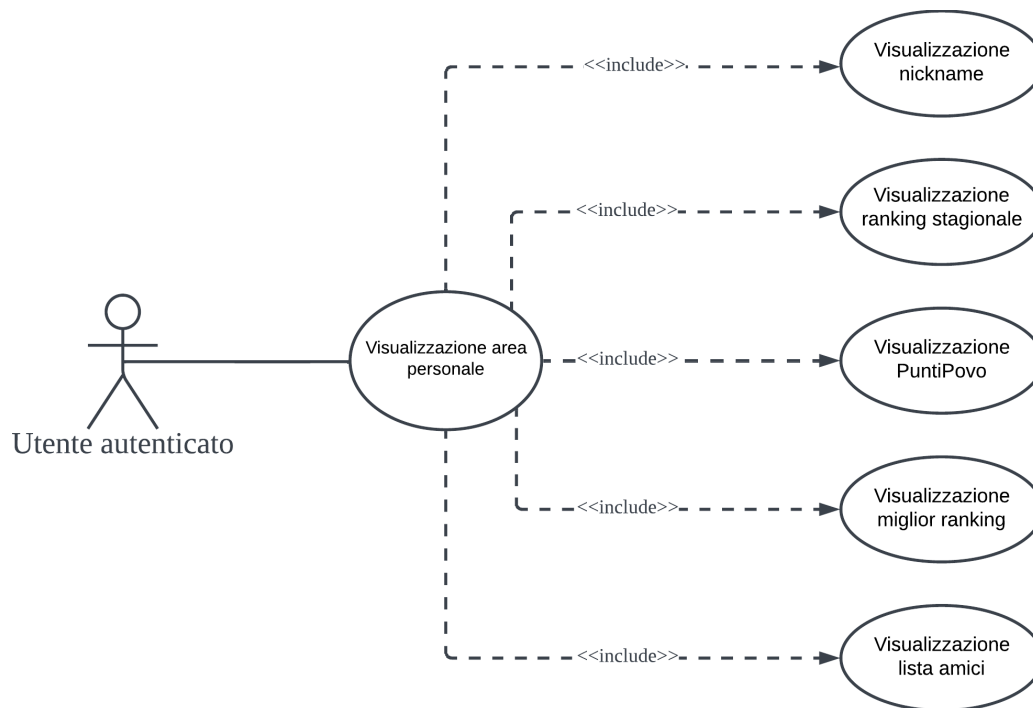 Visualizzazione
nickname
<<include>>
Visualizzazione
ranking stagionale
<<include>>
Visualizzazione area
personale
<<include>>
Visualizzazione
PuntiPovo
Utente autenticato
<<include>>
Visualizzazione
miglior ranking
<<include>>
Visualizzazione
lista amici